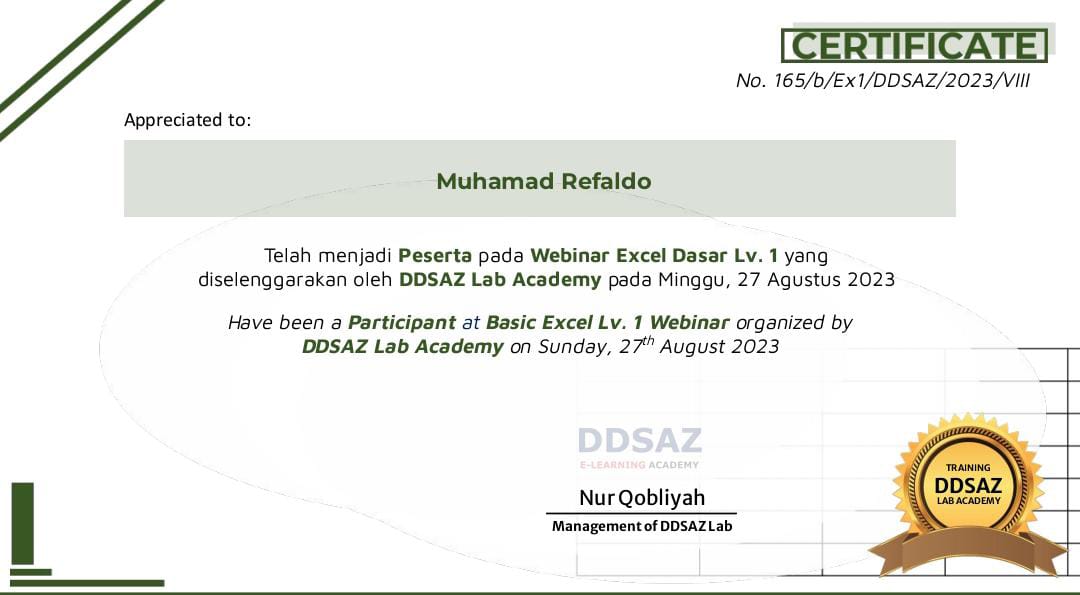 CERTIFICATE
No. 165/b/Ex1/DDSAZ/2023/VIII
Appreciated to:
Muhamad Refaldo
Telah menjadi Peserta pada Webinar Excel Dasar Lv. 1 yang
diselenggarakan oleh DDSAZ Lab Academy pada Minggu, 27 Agustus 2023
Have been a Participant at Basic Excel Lv. 1 Webinar organized by
DDSAZ Lab Academy on Sunday, 27th August 2023
DDSAZ
E-LEARNING ACADEMY
Nur Qobliyah
Management of DDSAZ Lab
TRAINING
DDSAZ
LAB ACADEMY